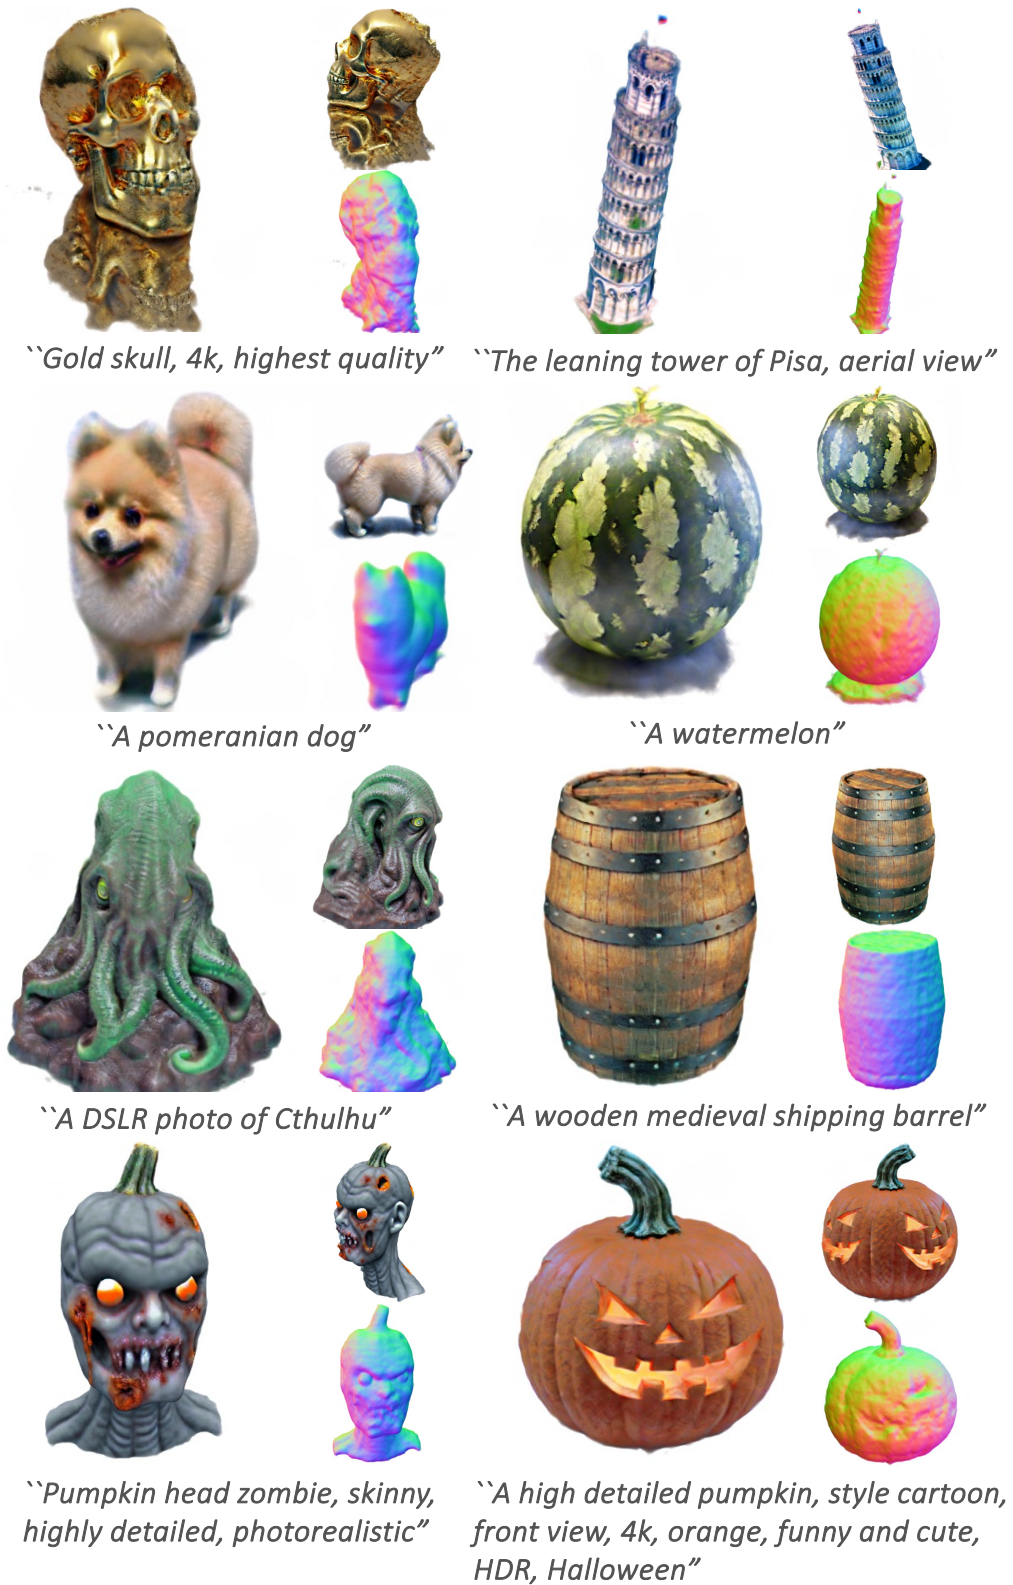 ``Gold skull, 4k, highest quality”
``The leaning tower of Pisa, aerial view”
``A pomeranian dog”
``A watermelon”
``A DSLR photo of Cthulhu”
``A wooden medieval shipping barrel”
``Pumpkin head zombie, skinny,
highly detailed, photorealistic”
``A high detailed pumpkin, style cartoon,
front view, 4k, orange, funny and cute,
HDR, Halloween”